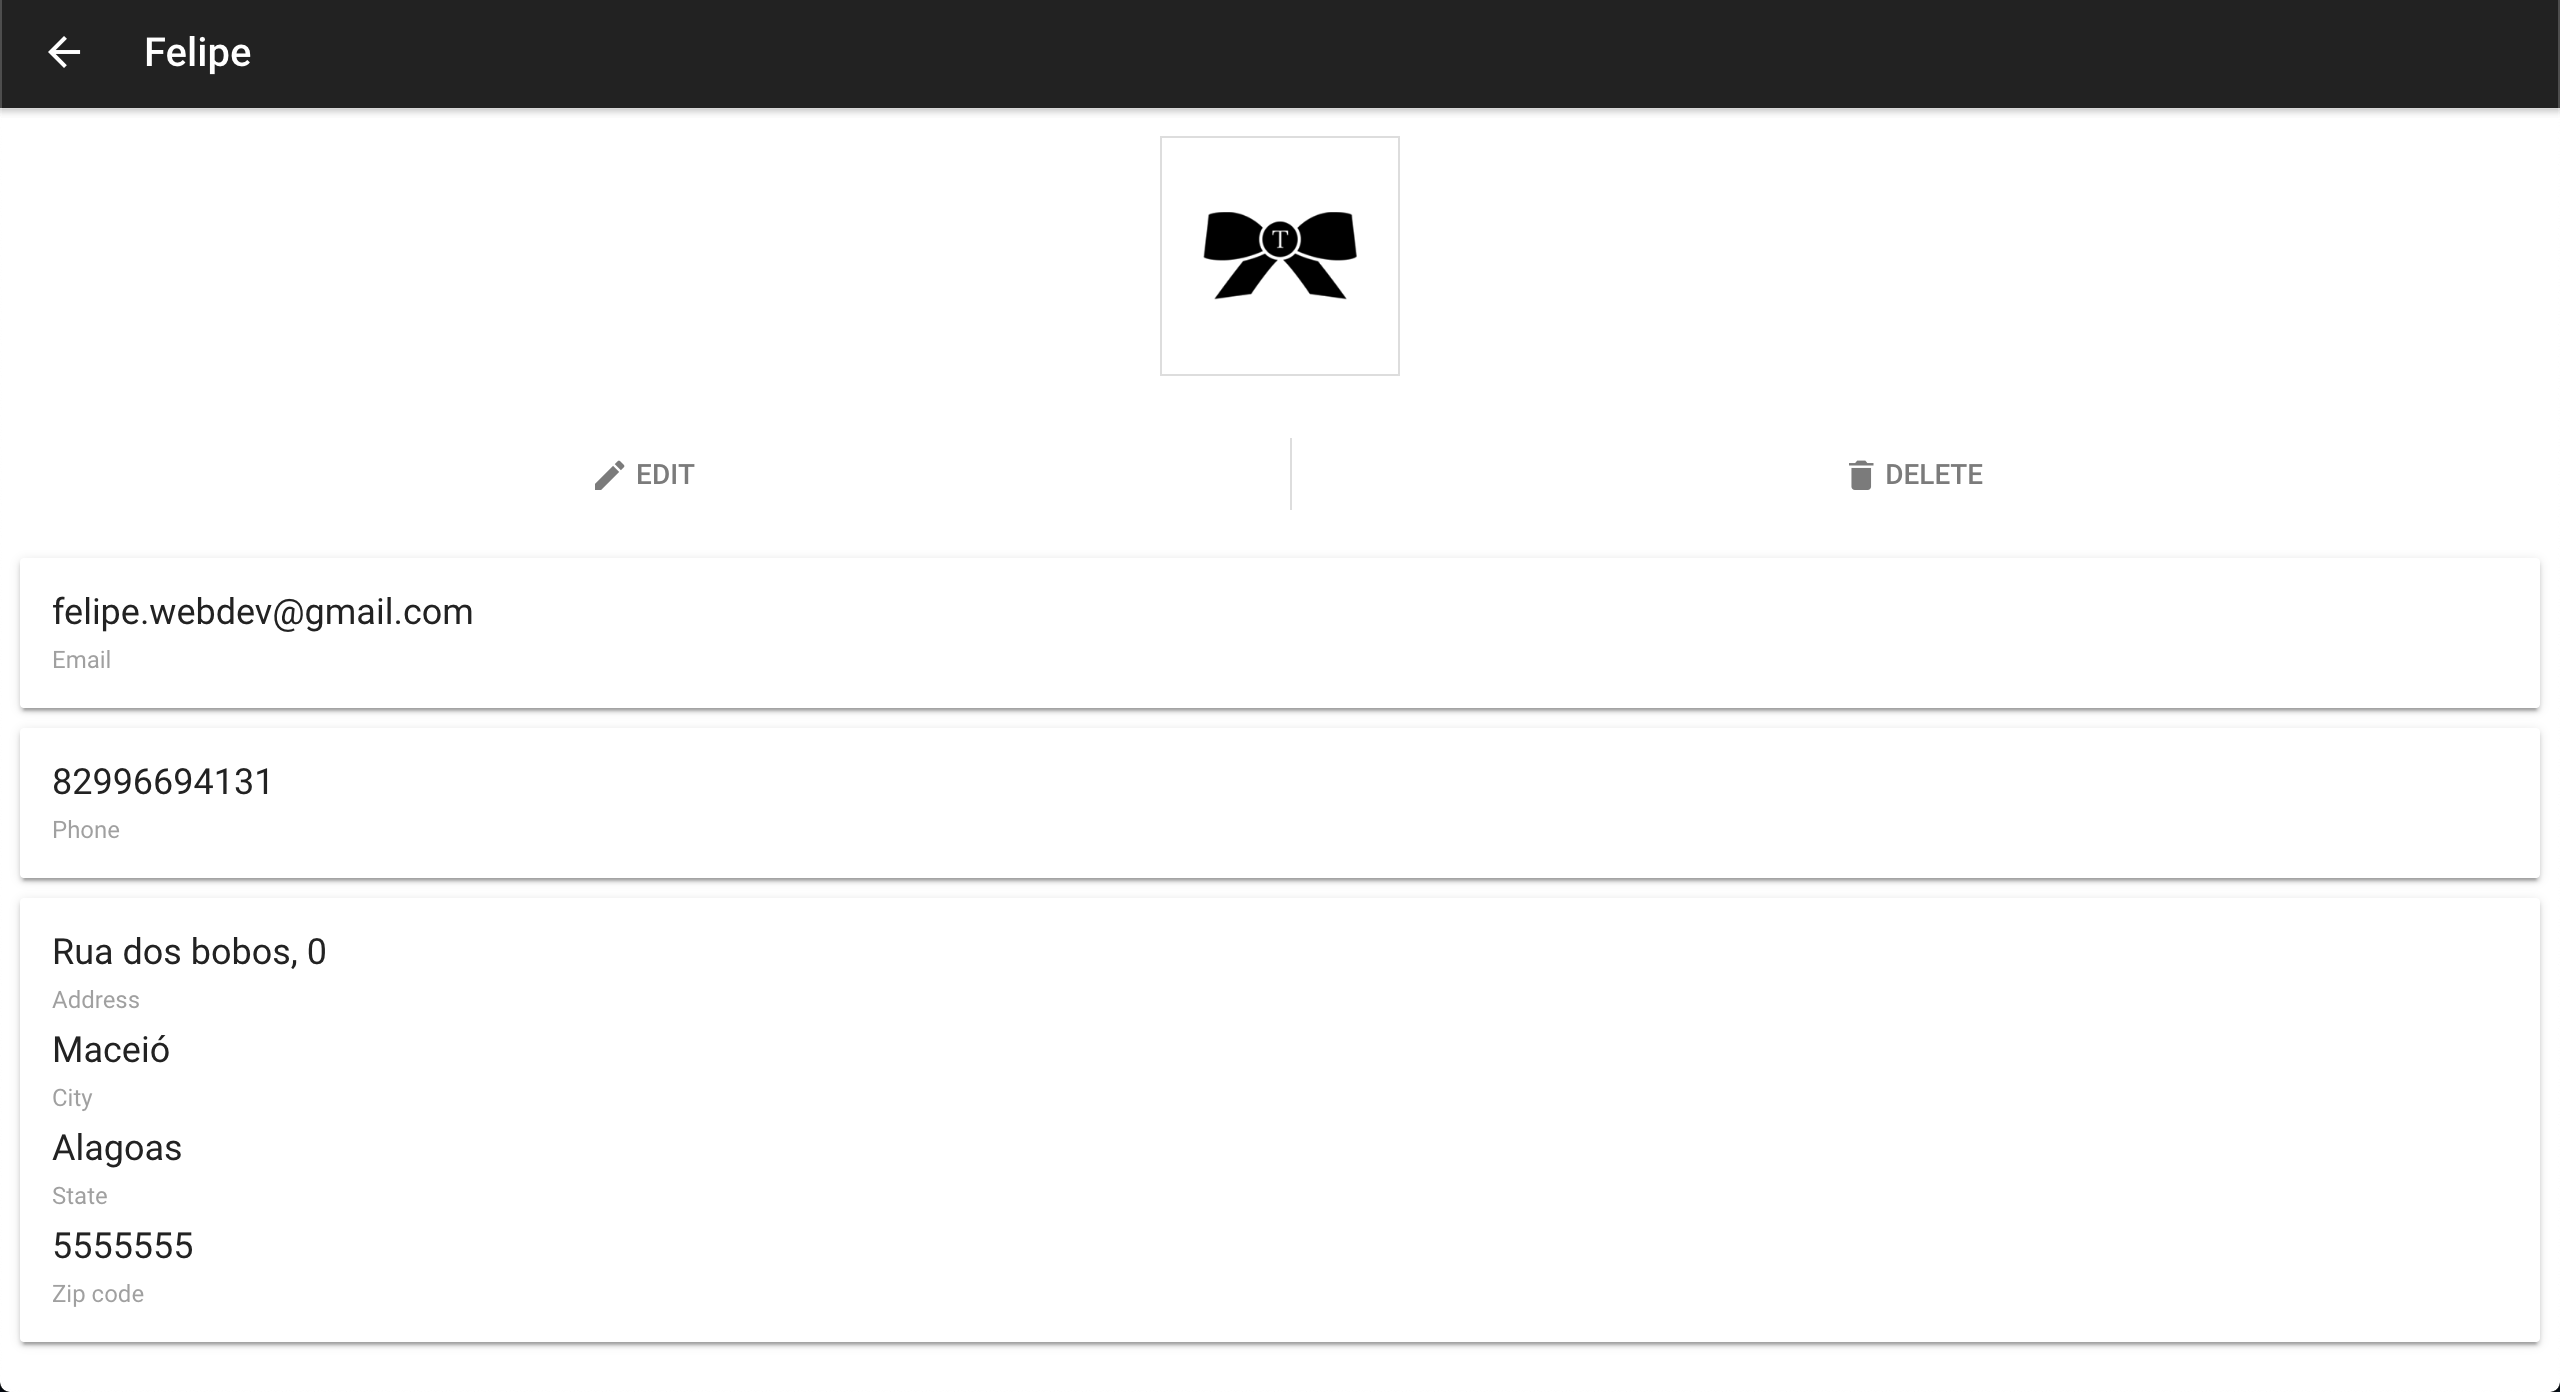 Felipe
T
EDIT
DELETE
felipe.webdev@gmail.com
Email
82996694131
Phone
Rua dos bobos, 0
Address
Maceió
City
Alagoas
State
5555555
Zip code